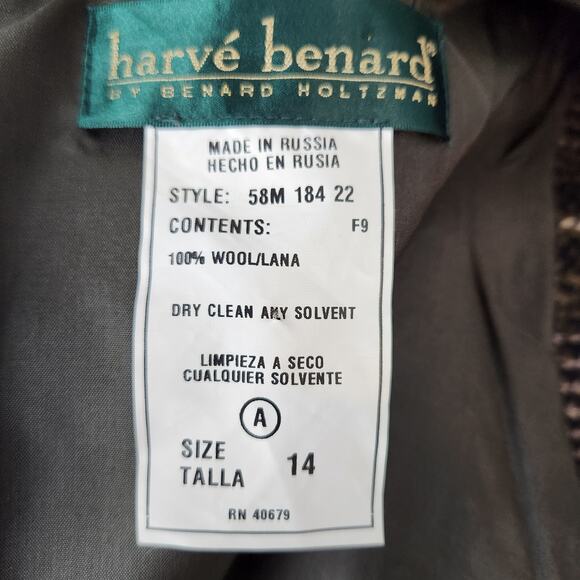 harvé benard®
BY BENARD HOLTZMAN
MADE IN RUSSIA
HECHO EN RUSIA
STYLE: 58M 184 22
CONTENTS: F9
100% WOOL/LANA
DRY CLEAN ANY SOLVENT
LIMPIEZA A SECO
CUALQUIER SOLVENTE
A
SIZE
TALLA 14
RN 40679